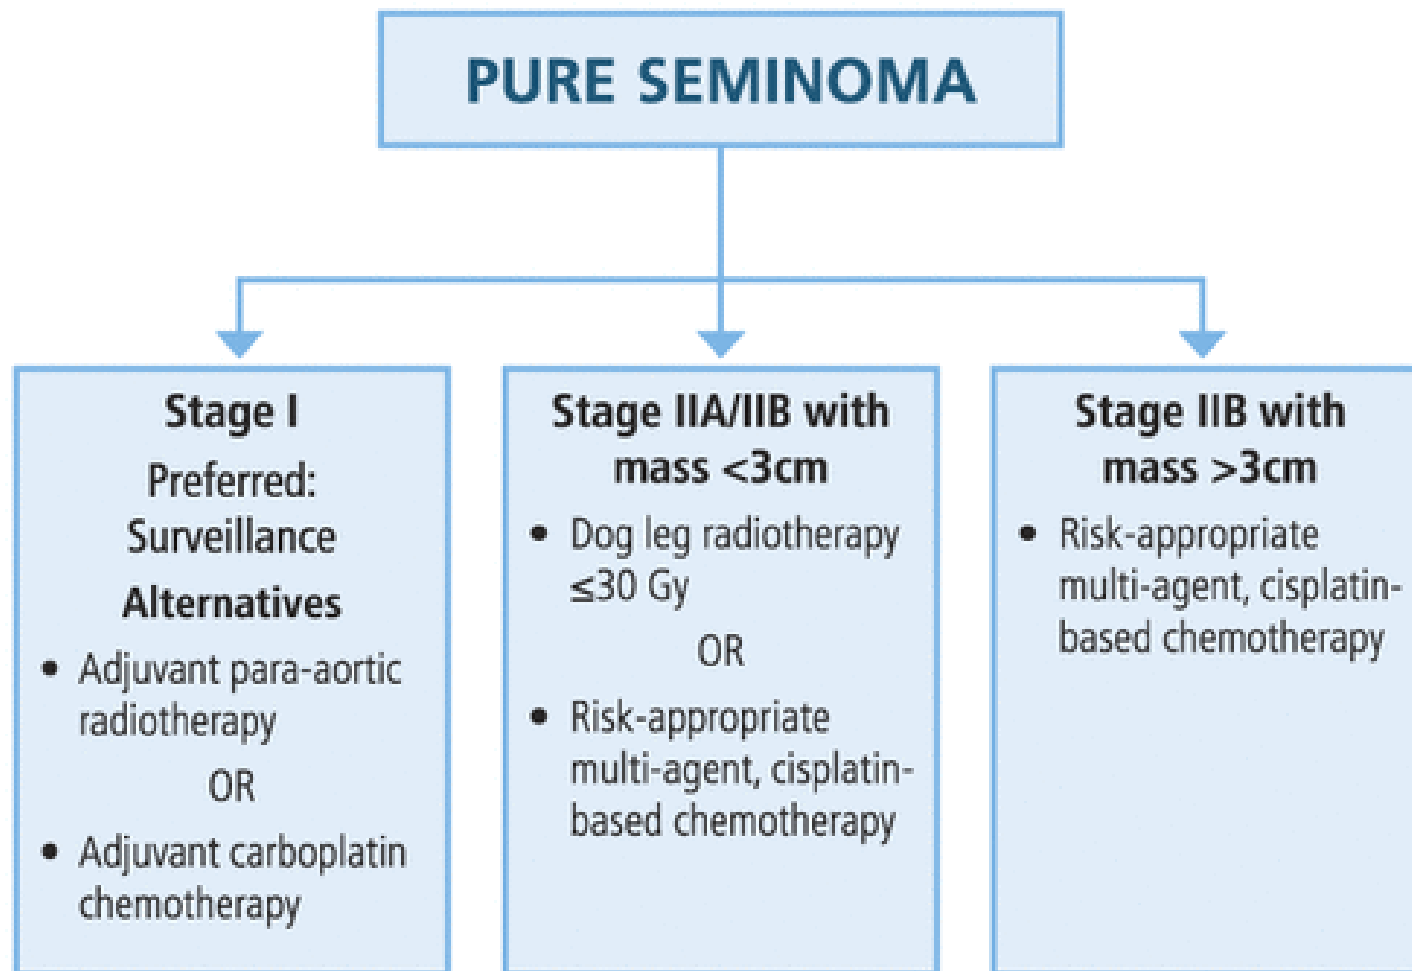 PURE SEMINOMA
Stage I
Preferred:
Surveillance
Alternatives
• Adjuvant para-aortic
radiotherapy
OR
• Adjuvant carboplatin
chemotherapy
Stage IIA/IIB with
mass <3cm
• Dog leg radiotherapy
≤30 Gy
OR
• Risk-appropriate
multi-agent, cisplatin-
based chemotherapy
Stage IIB with
mass >3cm
• Risk-appropriate
multi-agent, cisplatin-
based chemotherapy